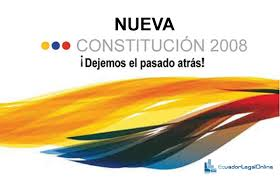 NUEVA
CONSTITUCIÓN 2008
¡Dejemos el pasado atrás!
EcuadorLegalOnline